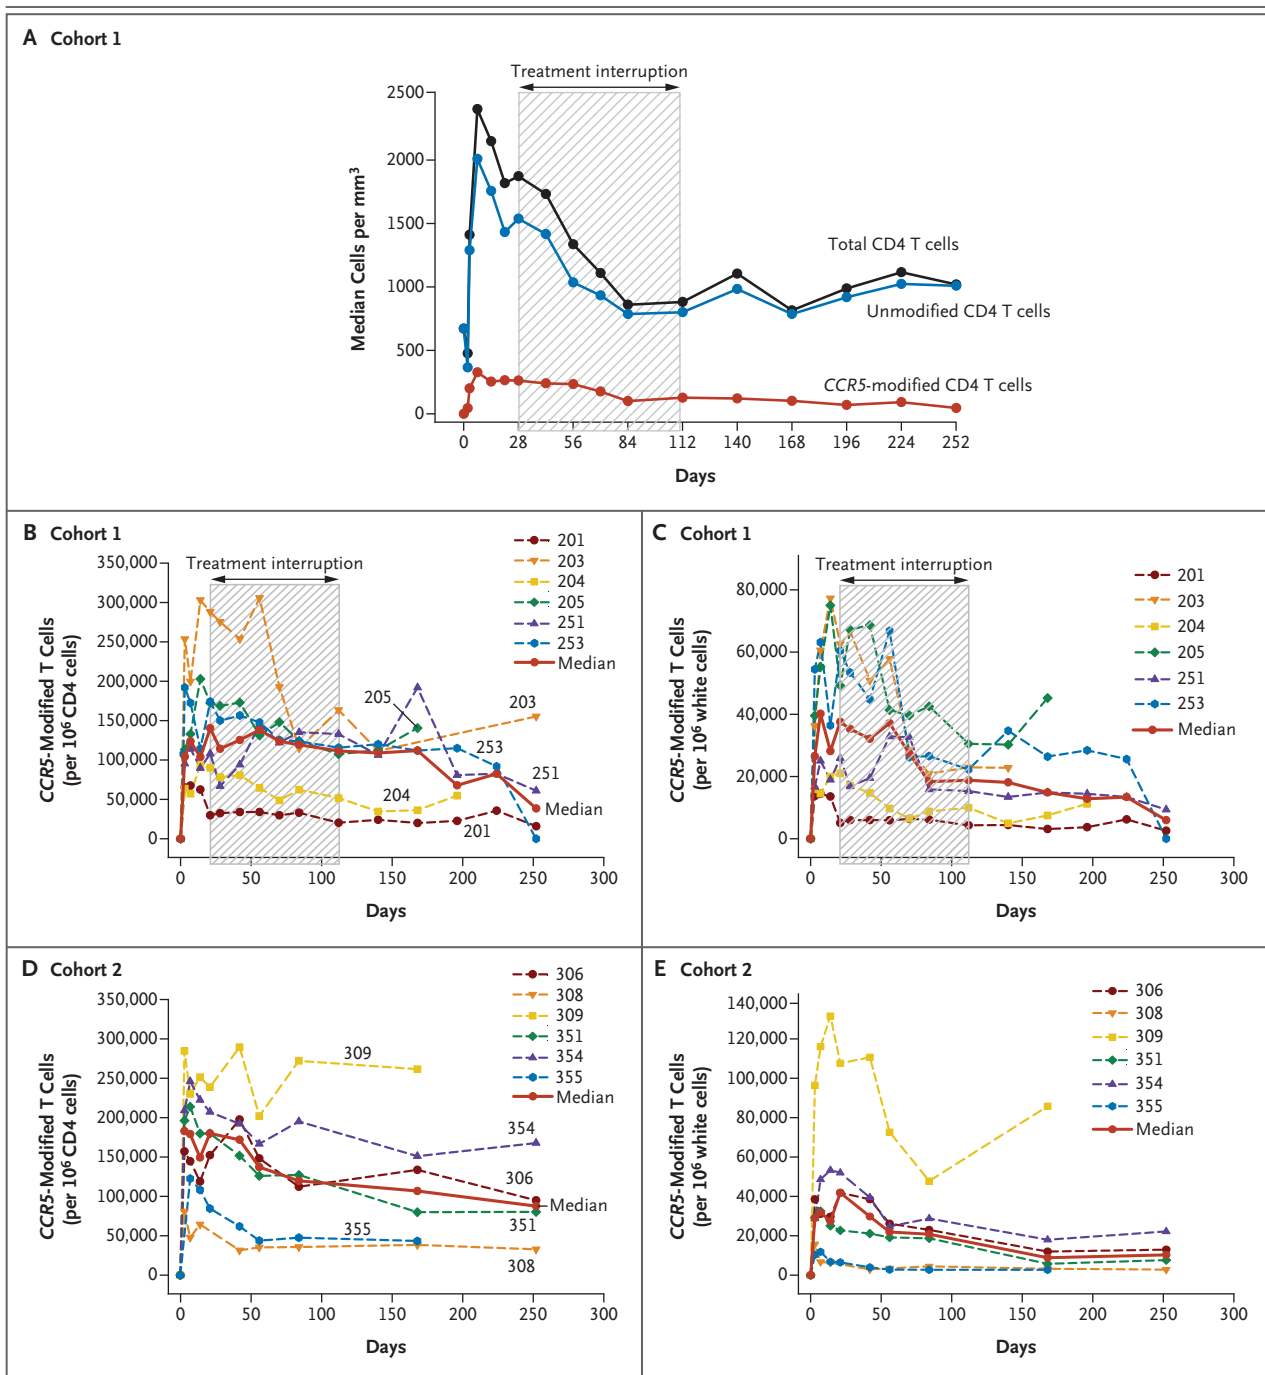 A Cohort 1
Treatment interruption
2500
2000
1500
1000
500
0
Median Cells per mm³
Total CD4 T cells
Unmodified CD4 T cells
CCR5-modified CD4 T cells
0 28 56 84 112 140 168 196 224 252
Days
B Cohort 1
350,000
300,000
250,000
200,000
150,000
100,000
50,000
0
CCR5-Modified T Cells
(per 10⁶ CD4 cells)
Treatment interruption
201
203
204
205
251
253
Median
205
203
253
251
204
Median
201
0 50 100 150 200 250 300
Days
C Cohort 1
80,000
60,000
40,000
20,000
0
CCR5-Modified T Cells
(per 10⁶ white cells)
Treatment interruption
201
203
204
205
251
253
Median
0 50 100 150 200 250 300
Days
D Cohort 2
350,000
300,000
250,000
200,000
150,000
100,000
50,000
0
CCR5-Modified T Cells
(per 10⁶ CD4 cells)
306
308
309
351
354
355
Median
309
354
306
Median
351
355
308
0 50 100 150 200 250 300
Days
E Cohort 2
140,000
120,000
100,000
80,000
60,000
40,000
20,000
0
CCR5-Modified T Cells
(per 10⁶ white cells)
306
308
309
351
354
355
Median
0 50 100 150 200 250 300
Days